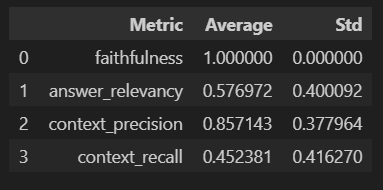 Metric Average Std
0 faithfulness 1.000000 0.000000
1 answer_relevancy 0.576972 0.400092
2 context_precision 0.857143 0.377964
3 context_recall 0.452381 0.416270